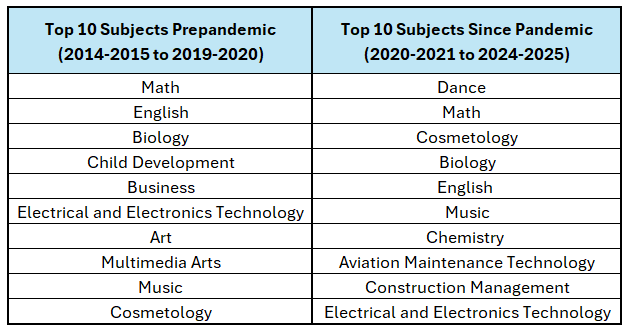 Top 10 Subjects Prepandemic Top 10 Subjects Since Pandemic
(2014-2015 to 2019-2020) (2020-2021 to 2024-2025)
Math Dance
English Math
Biology Cosmetology
Child Development Biology
Business English
Electrical and Electronics Technology Music
Art Chemistry
Multimedia Arts Aviation Maintenance Technology
Music Construction Management
Cosmetology Electrical and Electronics Technology